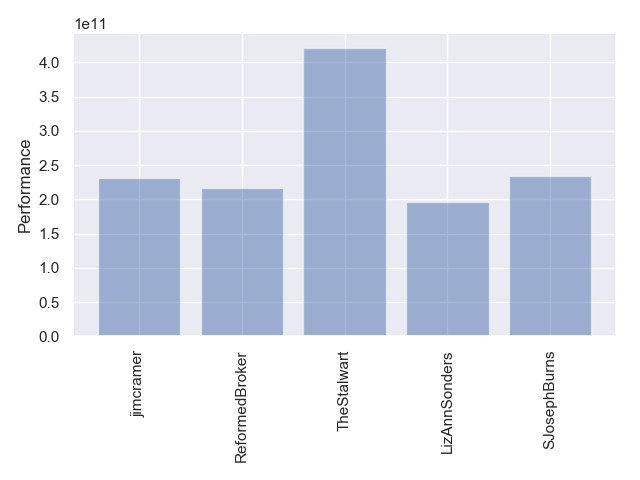 1e11
4.0
3.5
3.0
2.5
2.0
1.5
1.0
0.5
0.0
Performance
jimcramer
ReformedBroker
TheStalwart
LizAnnSonders
SJosephBurns